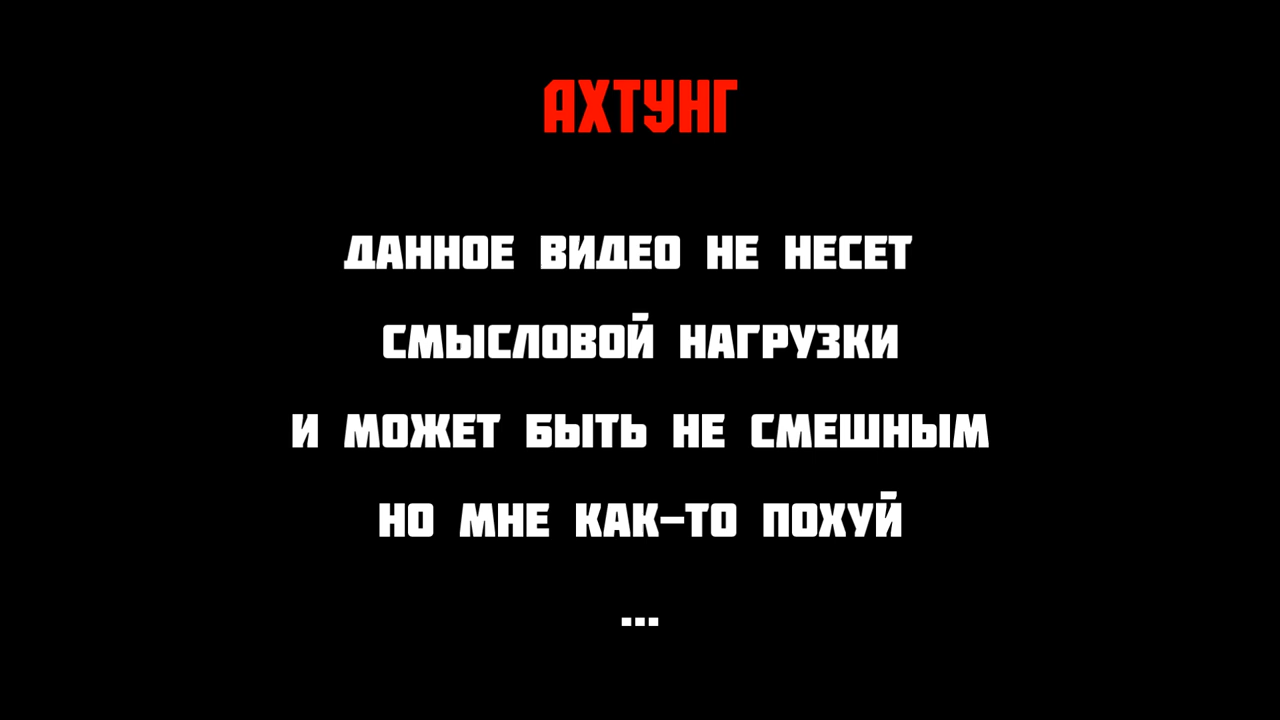 АХТУНГ
ДАННОЕ ВИДЕО НЕ НЕСЕТ
СМЫСЛОВОЙ НАГРУЗКИ
И МОЖЕТ БЫТЬ НЕ СМЕШНЫМ
НО МНЕ КАК-ТО ПОХУЙ
...